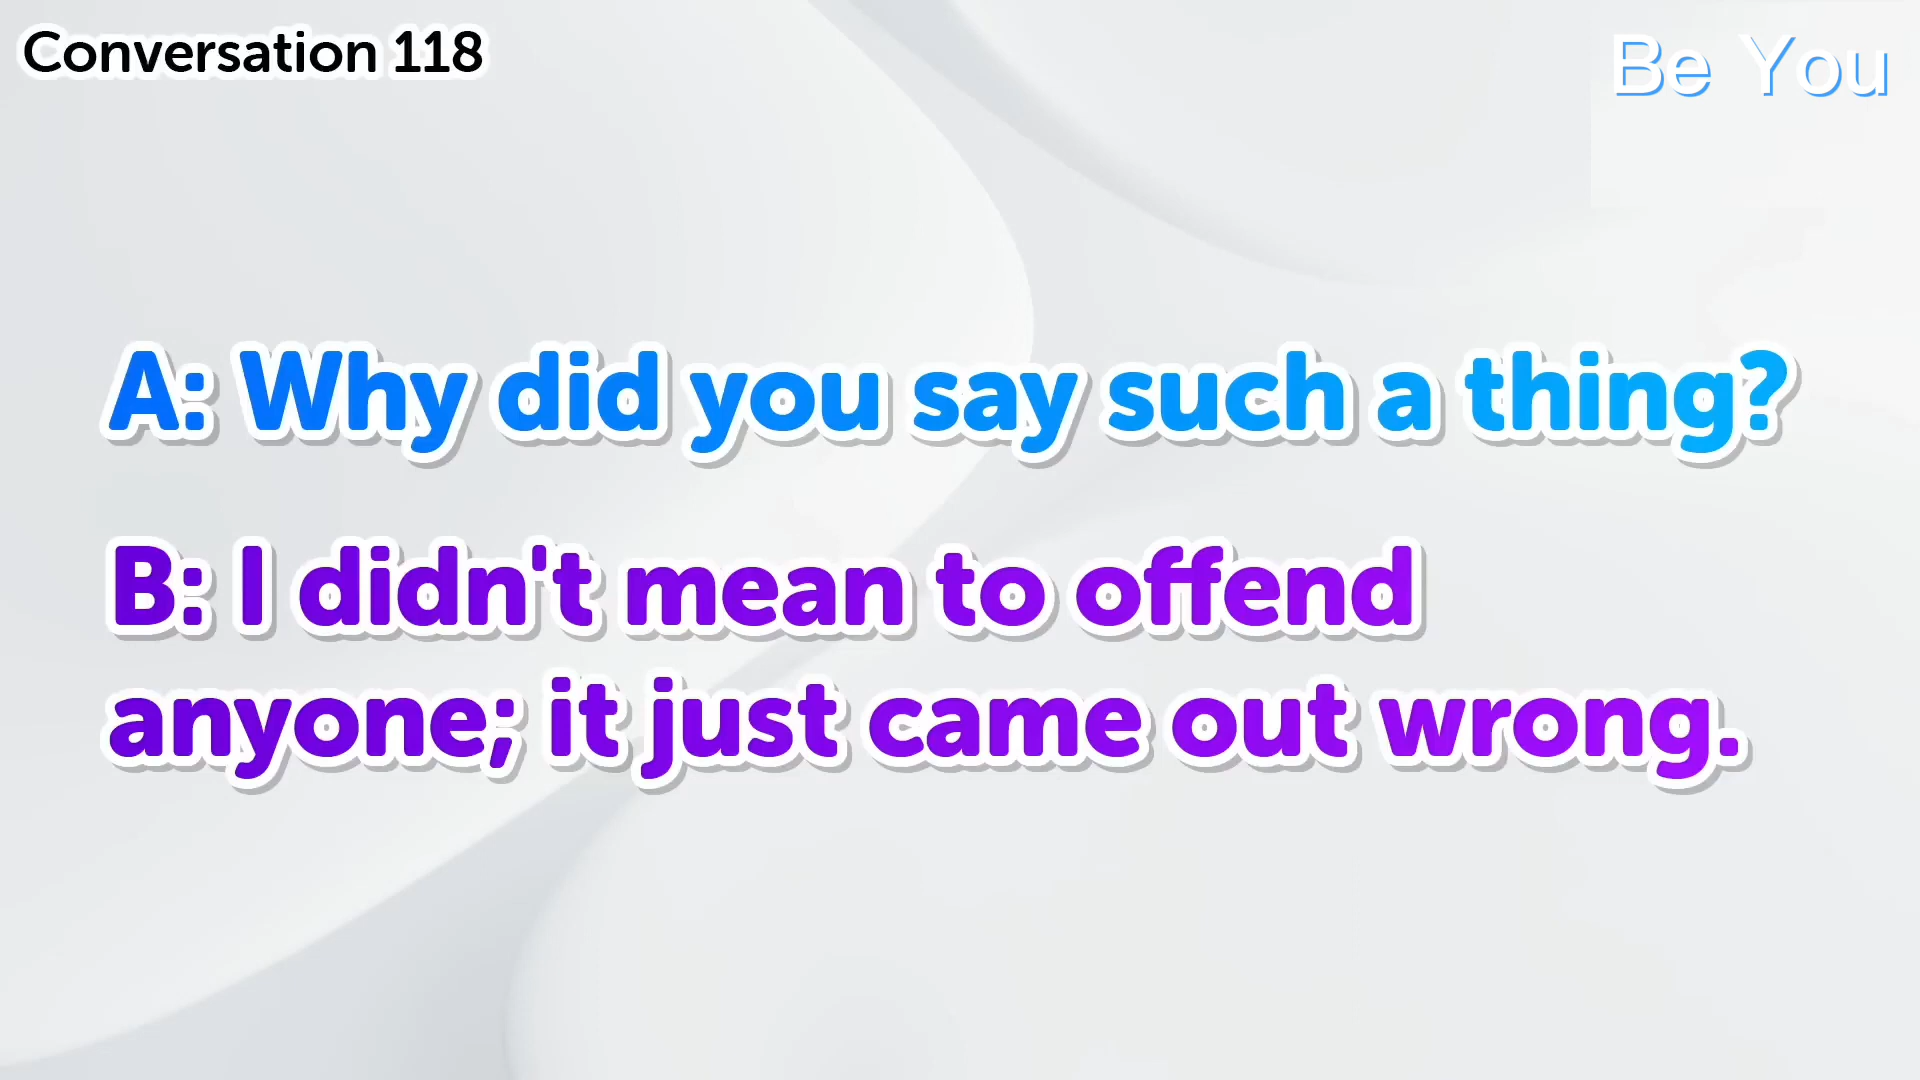 Conversation 118
Be You
A: Why did you say such a thing?
B: I didn't mean to offend
anyone; it just came out wrong.